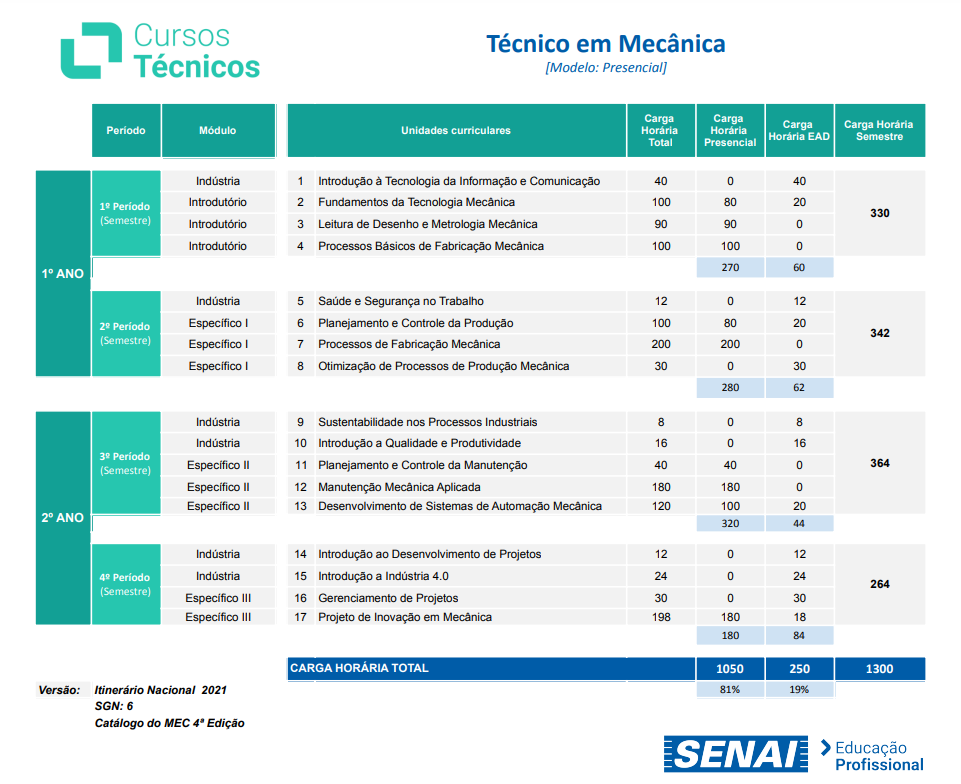 Cursos
Técnicos
Técnico em Mecânica
[Modelo: Presencial]
Periodo Módulo Unidades curriculares Carga Horária Total Carga Horária Presencial Carga Horária EAD Carga Horária Semestre
1º ANO
1º Período
(Semestre)
Indústria 1 Introdução à Tecnologia da Informação e Comunicação 40 0 40
Introdutório 2 Fundamentos da Tecnologia Mecânica 100 80 20
Introdutório 3 Leitura de Desenho e Metrologia Mecânica 90 90 0
Introdutório 4 Processos Básicos de Fabricação Mecânica 100 100 0
330
270 60
2º Período
(Semestre)
Indústria 5 Saúde e Segurança no Trabalho 12 0 12
Específico I 6 Planejamento e Controle da Produção 100 80 20
Específico I 7 Processos de Fabricação Mecânica 200 200 0
Específico I 8 Otimização de Processos de Produção Mecânica 30 0 30
342
280 62
2º ANO
3º Período
(Semestre)
Indústria 9 Sustentabilidade nos Processos Industriais 8 0 8
Indústria 10 Introdução a Qualidade e Produtividade 16 0 16
Específico II 11 Planejamento e Controle da Manutenção 40 40 0
Específico II 12 Manutenção Mecânica Aplicada 180 180 0
Específico II 13 Desenvolvimento de Sistemas de Automação Mecânica 120 100 20
364
320 44
4º Período
(Semestre)
Indústria 14 Introdução ao Desenvolvimento de Projetos 12 0 12
Indústria 15 Introdução a Indústria 4.0 24 0 24
Específico III 16 Gerenciamento de Projetos 30 0 30
Específico III 17 Projeto de Inovação em Mecânica 198 180 18
264
180 84
CARGA HORÁRIA TOTAL 1050 250 1300
81% 19%
Versão: Itinerário Nacional 2021
SGN: 6
Catálogo do MEC 4ª Edição
SENAI
Educação
Profissional